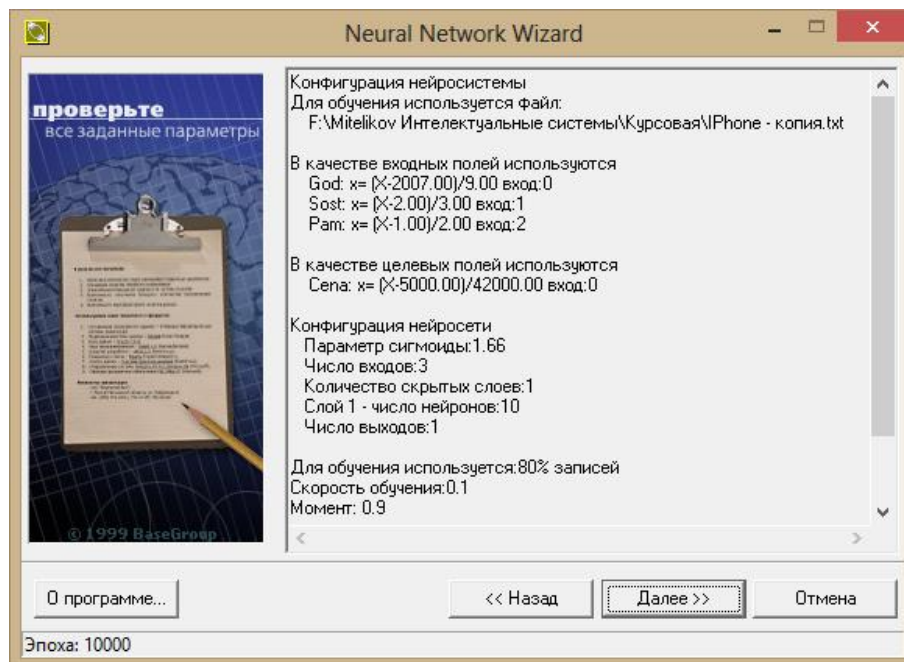 Neural Network Wizard
проверьте
все заданные параметры
© 1999 BaseGroup
Конфигурация нейросистемы
Для обучения используется файл:
F:\Mitelikov Интелектуальные системы\Курсовая\IPhone - копия.txt
В качестве входных полей используются
God: x= (X-2007.00)/9.00 вход:0
Sost: x= (X-2.00)/3.00 вход:1
Pam: x= (X-1.00)/2.00 вход:2
В качестве целевых полей используются
Cena: x= (X-5000.00)/42000.00 вход:0
Конфигурация нейросети
Параметр сигмоиды:1.66
Число входов:3
Количество скрытых слоев:1
Слой 1 - число нейронов:10
Число выходов:1
Для обучения используется:80% записей
Скорость обучения:0.1
Момент: 0.9
О программе...
<< Назад
Далее >>
Отмена
Эпоха: 10000